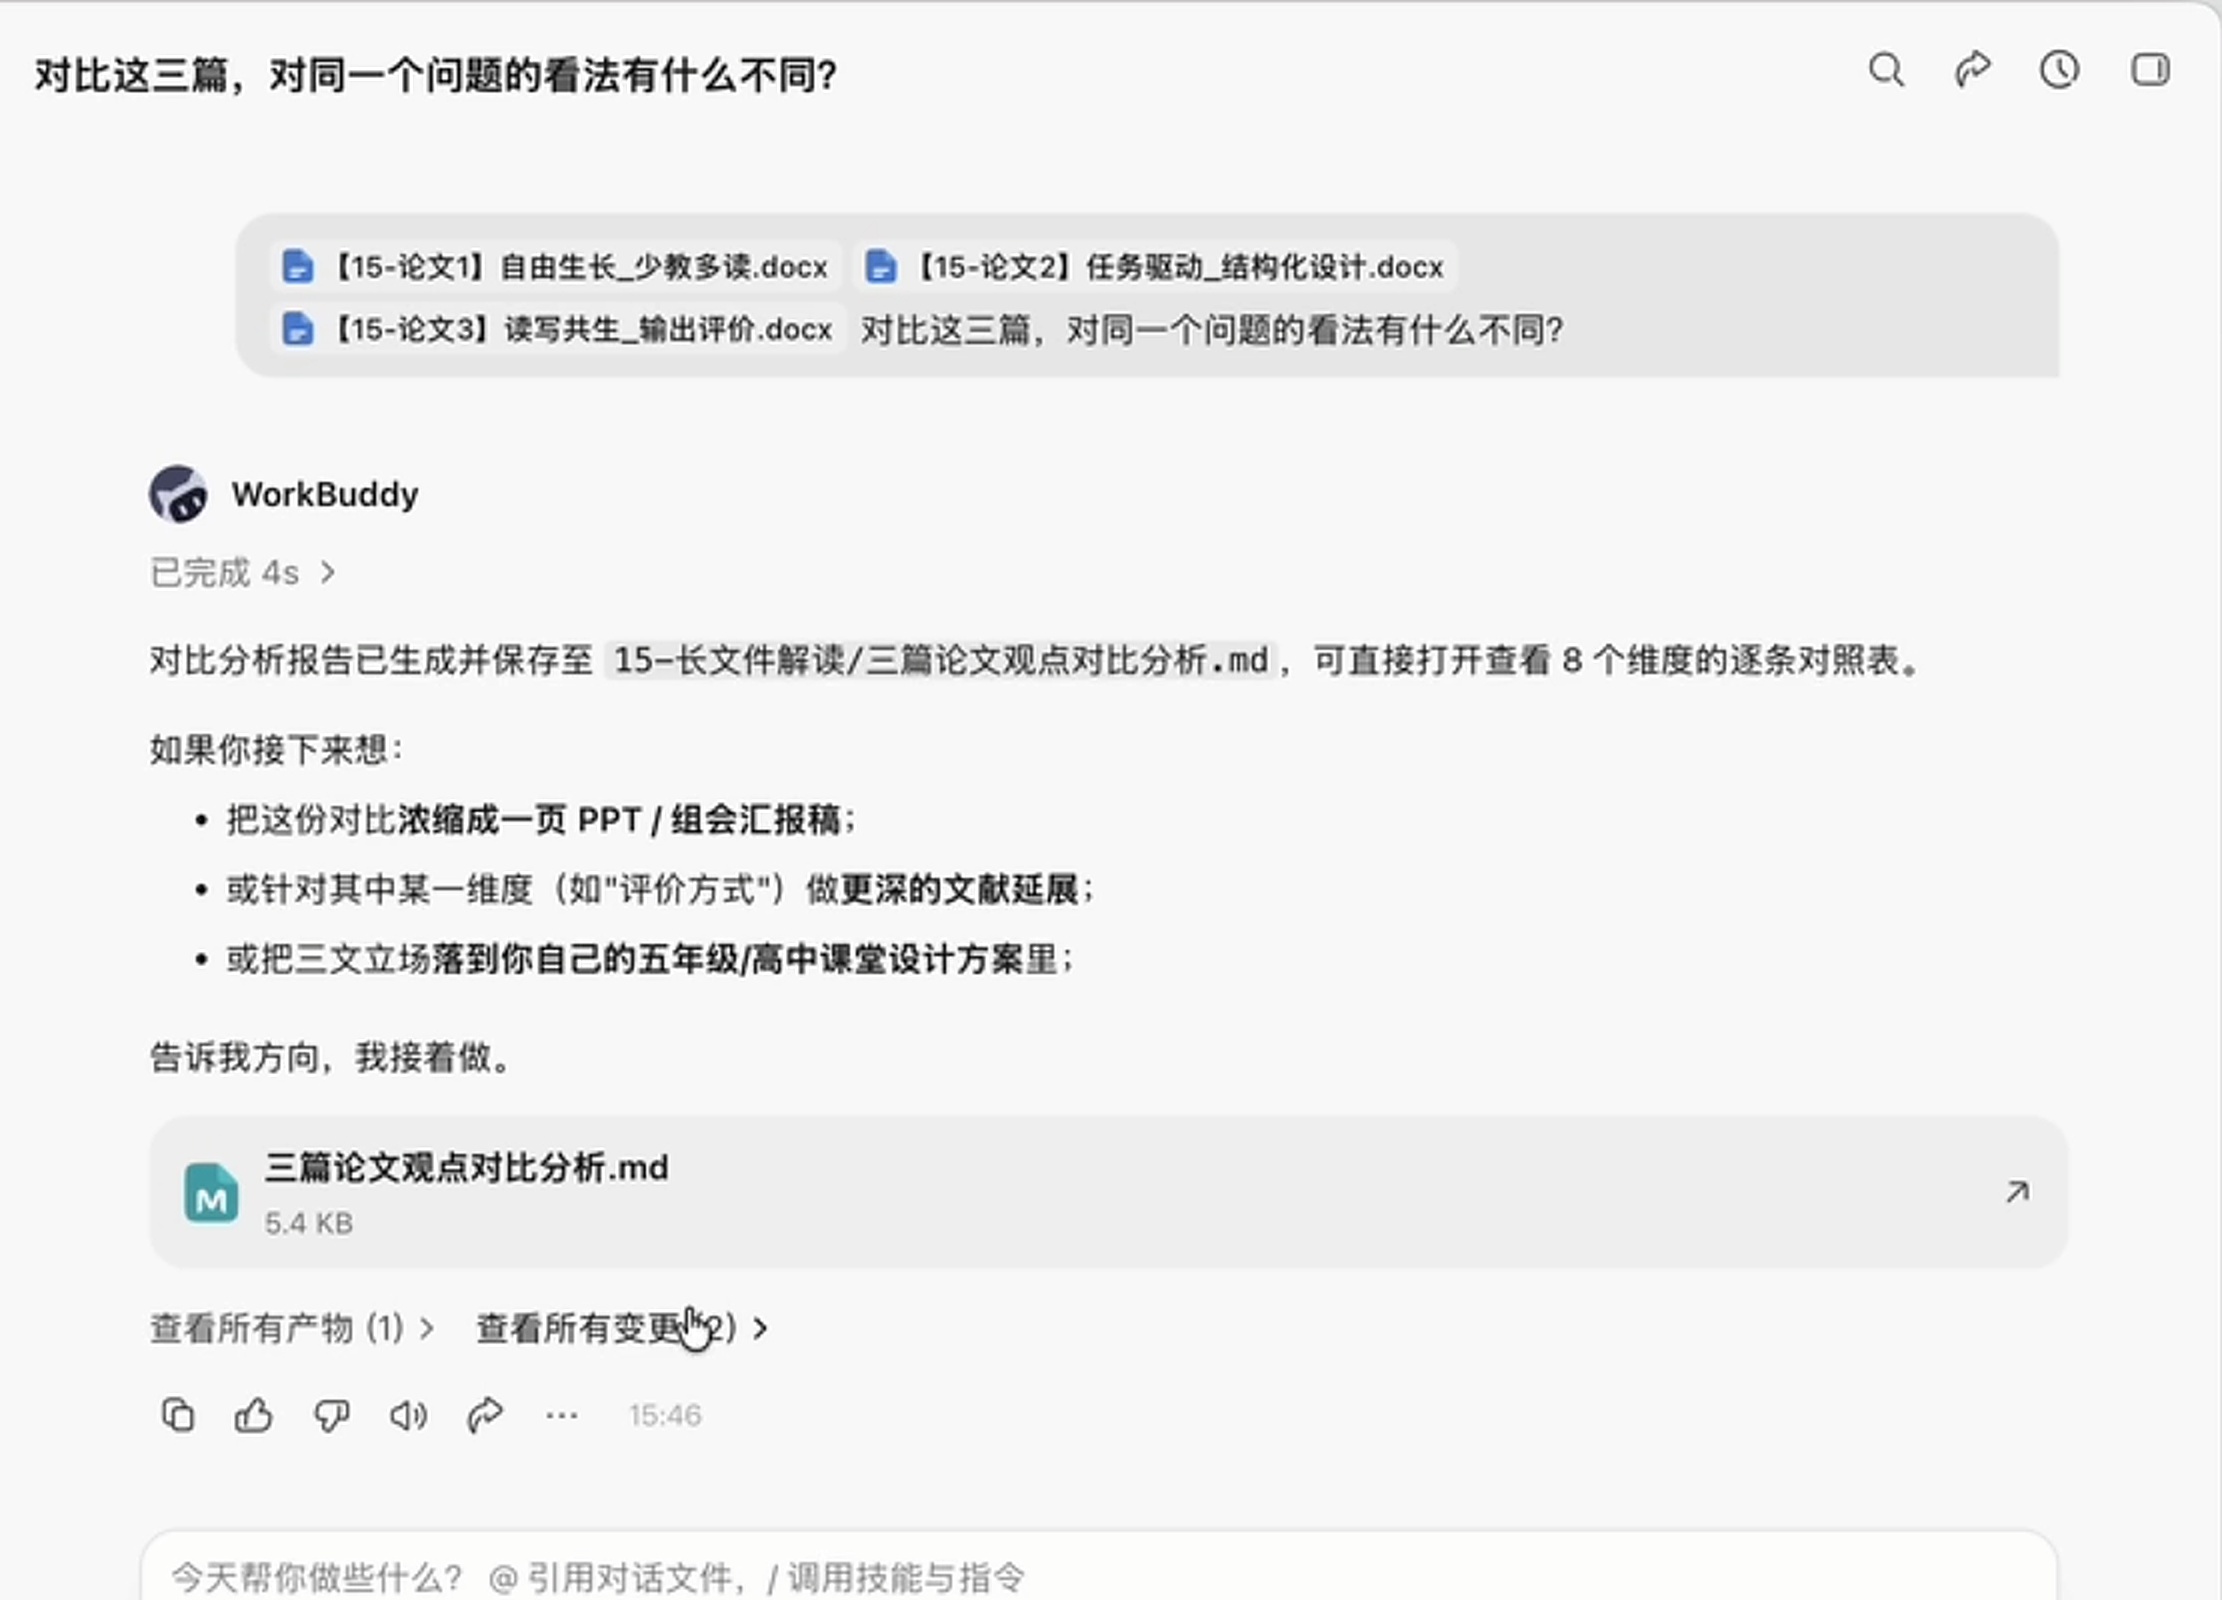 对比这三篇，对同一个问题的看法有什么不同?
【15-论文1】自由生长_少教多读.docx 【15-论文2】任务驱动_结构化设计.docx
【15-论文3】读写共生_输出评价.docx 对比这三篇，对同一个问题的看法有什么不同?
WorkBuddy
已完成 4s >
对比分析报告已生成并保存至 15-长文件解读/三篇论文观点对比分析.md，可直接打开查看 8 个维度的逐条对照表。
如果你接下来想：
• 把这份对比浓缩成一页 PPT / 组会汇报稿；
• 或针对其中某一维度（如"评价方式"）做更深的文献延展；
• 或把三文立场落到你自己的五年级/高中课堂设计方案里；
告诉我方向，我接着做。
三篇论文观点对比分析.md
5.4 KB
查看所有产物 (1) > 查看所有变更 2) >
15:46
今天帮你做些什么? @ 引用对话文件，/ 调用技能与指令